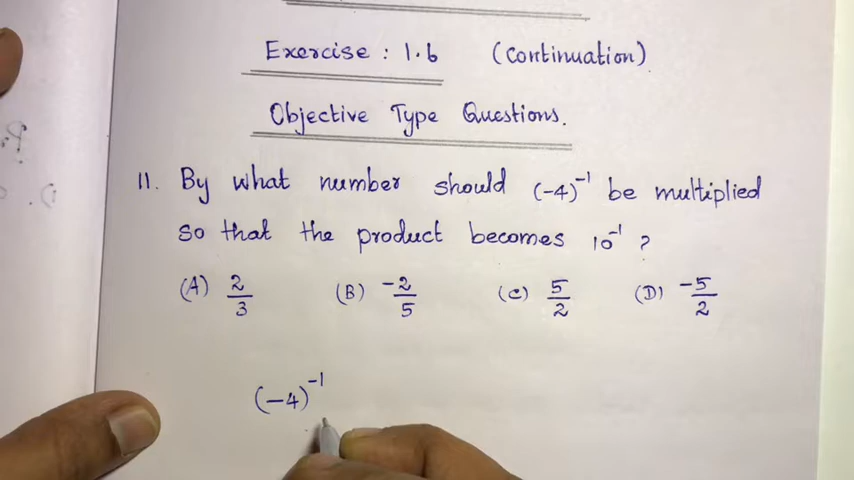 Exercise : 1.6 (Continuation)
Objective Type Questions.
11. By what number should (-4)⁻¹ be multiplied
so that the product becomes 10⁻¹ ?
(A) 2/3 (B) -2/5 (C) 5/2 (D) -5/2
(-4)⁻¹